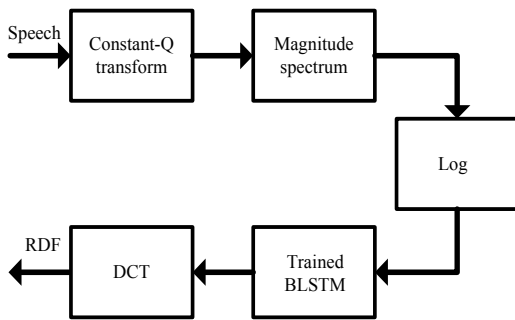 Speech
Constant-Q
transform
Magnitude
spectrum
Log
RDF
DCT
Trained
BLSTM